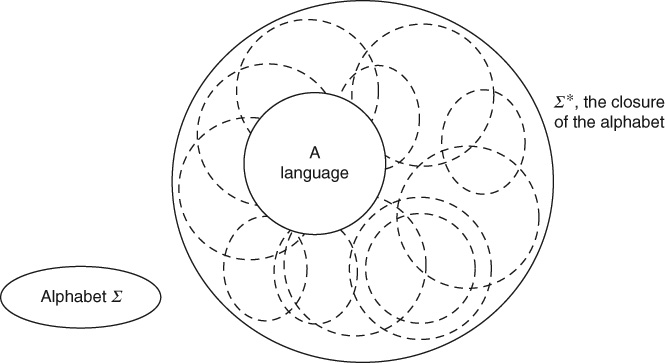 A
language
Σ*, the closure
of the alphabet
Alphabet Σ